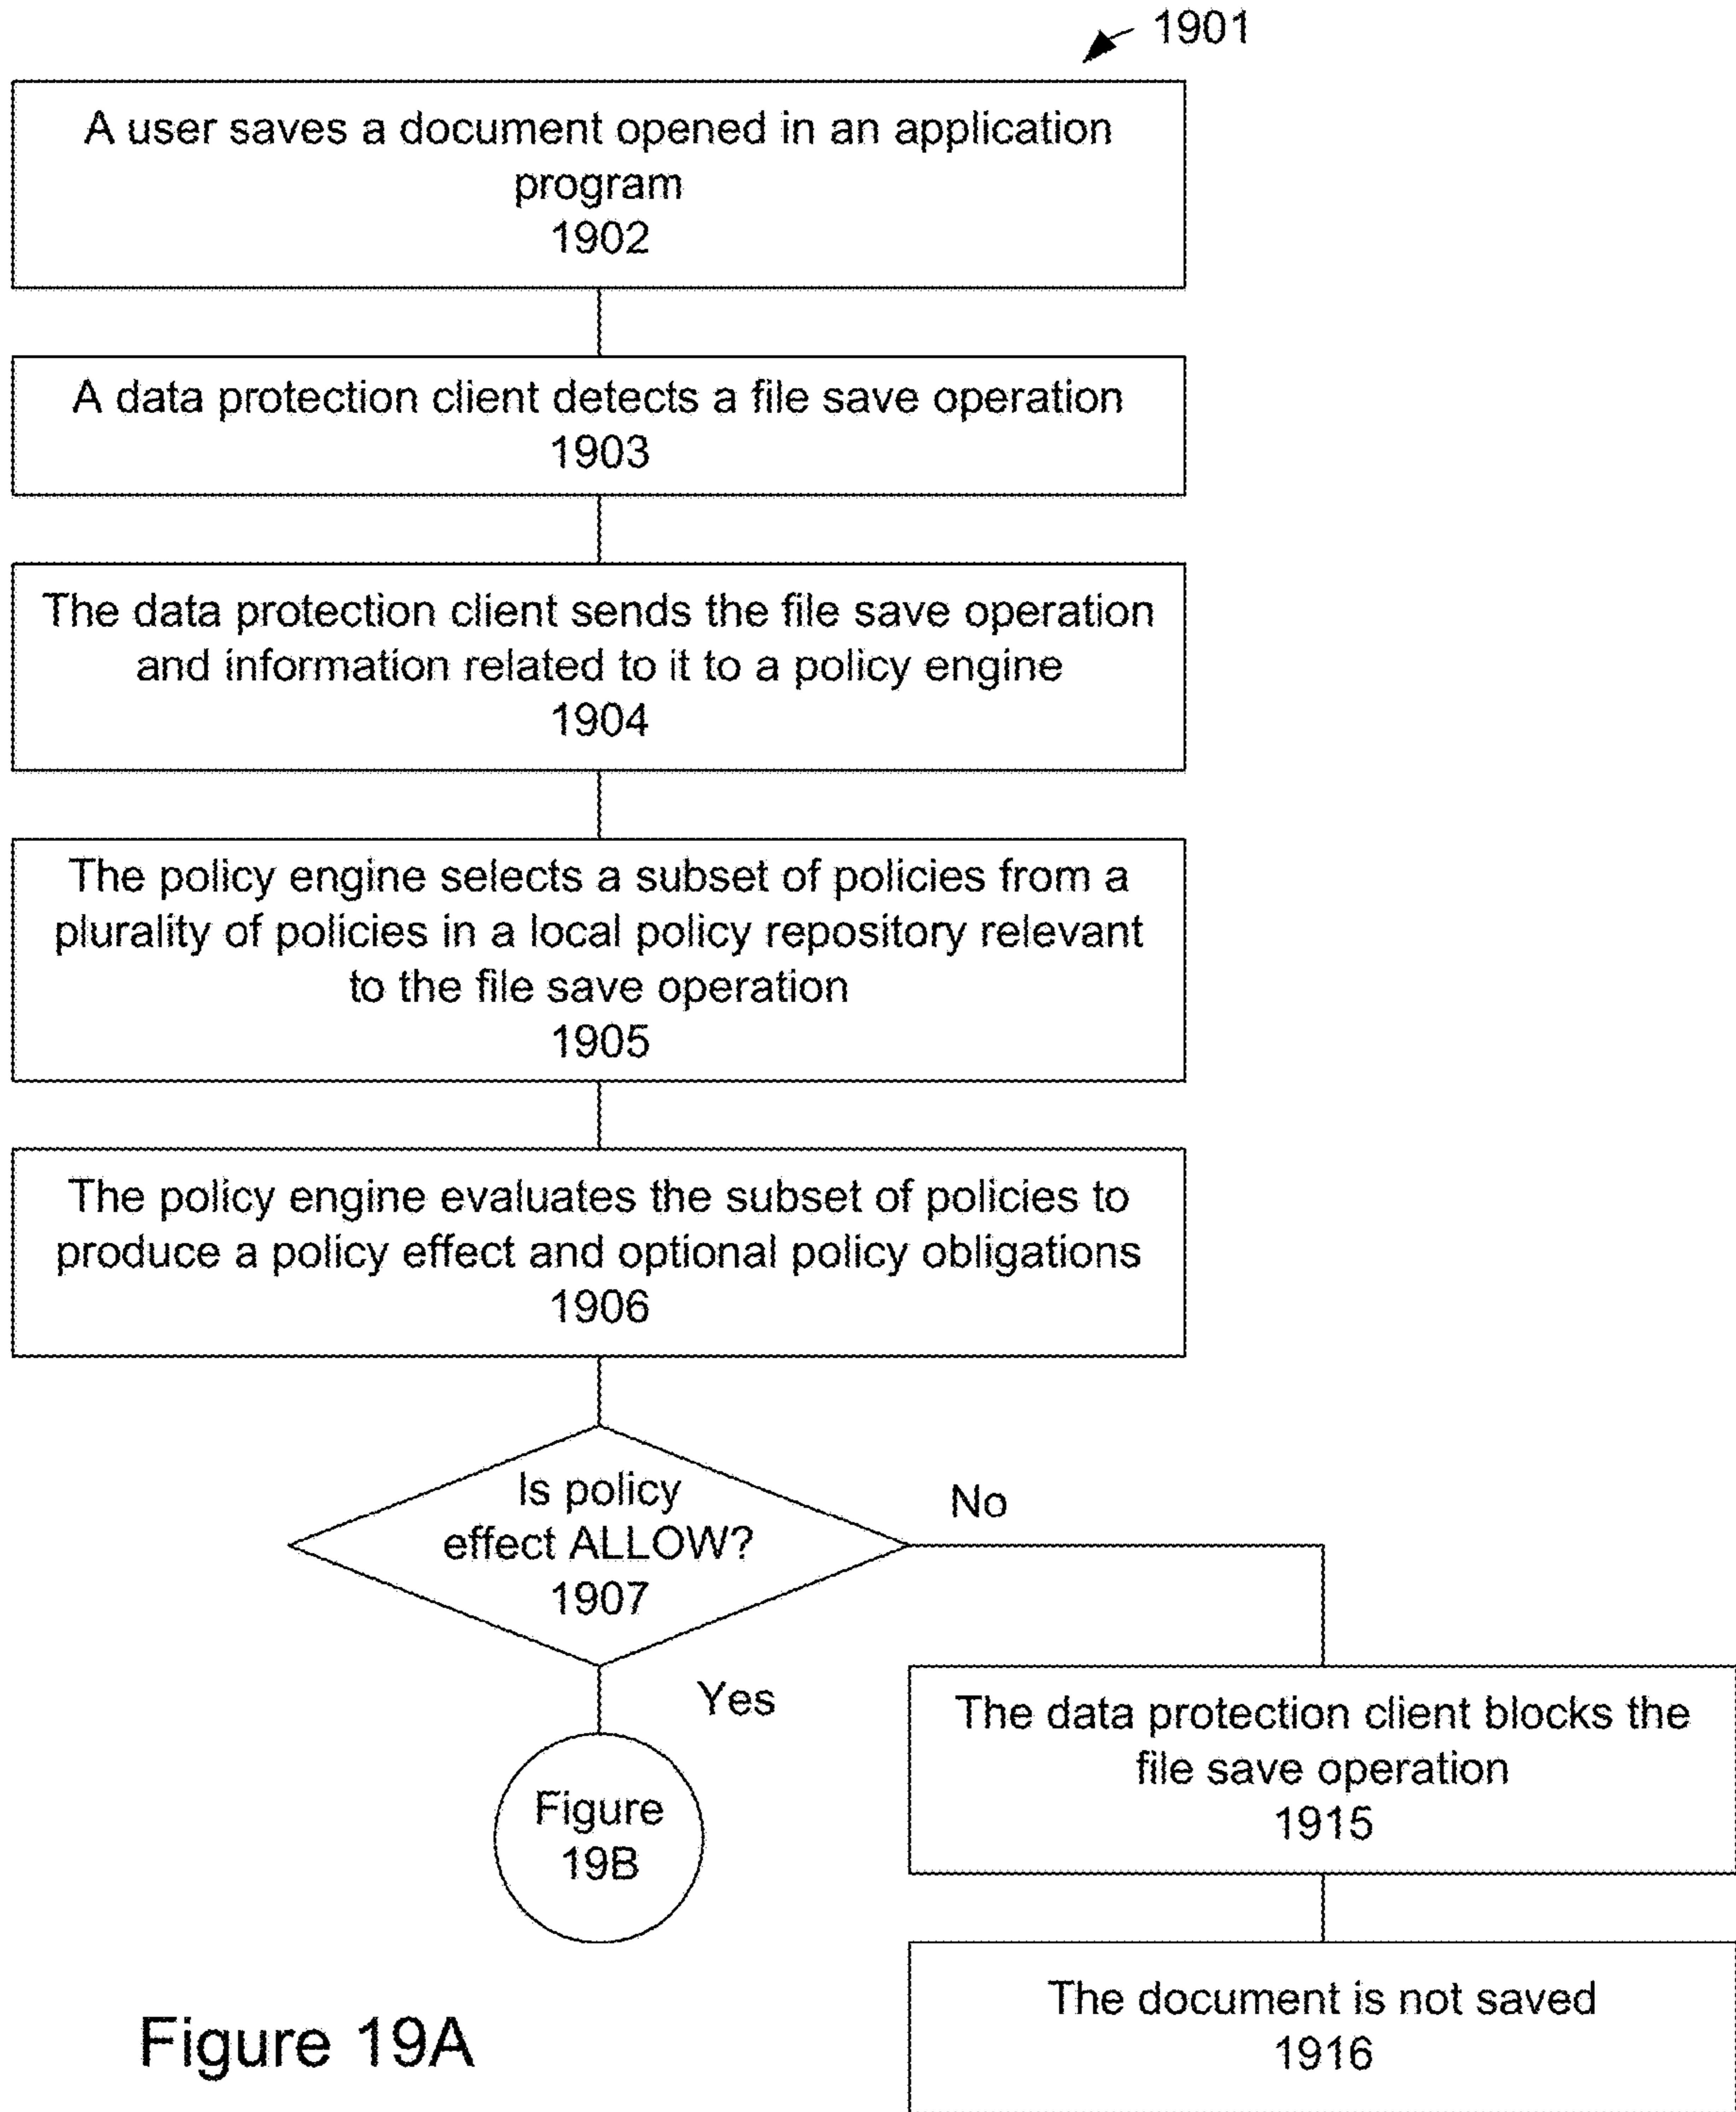 1901
A user saves a document opened in an application
program
1902
A data protection client detects a file save operation
1903
The data protection client sends the file save operation
and information related to it to a policy engine
1904
The policy engine selects a subset of policies from a
plurality of policies in a local policy repository relevant
to the file save operation
1905
The policy engine evaluates the subset of policies to
produce a policy effect and optional policy obligations
1906
Is policy
effect ALLOW?
1907
No
Yes
Figure
19B
The data protection client blocks the
file save operation
1915
The document is not saved
1916
Figure 19A